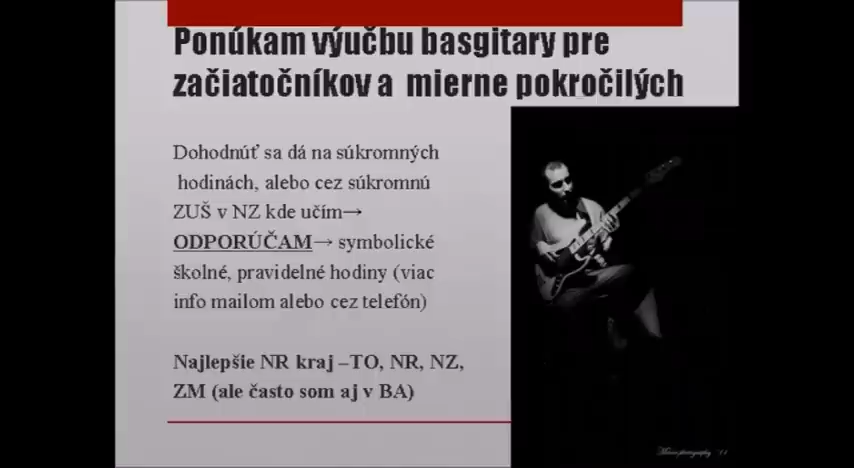 Ponúkam výučbu basgitary pre
začiatočníkov a mierne pokročilých
Dohodnúť sa dá na súkromných
hodinách, alebo cez súkromnú
ZUŠ v NZ kde učím→
ODPORÚČAM→ symbolické
školné, pravidelné hodiny (viac
info mailom alebo cez telefón)
Najlepšie NR kraj –TO, NR, NZ,
ZM (ale často som aj v BA)